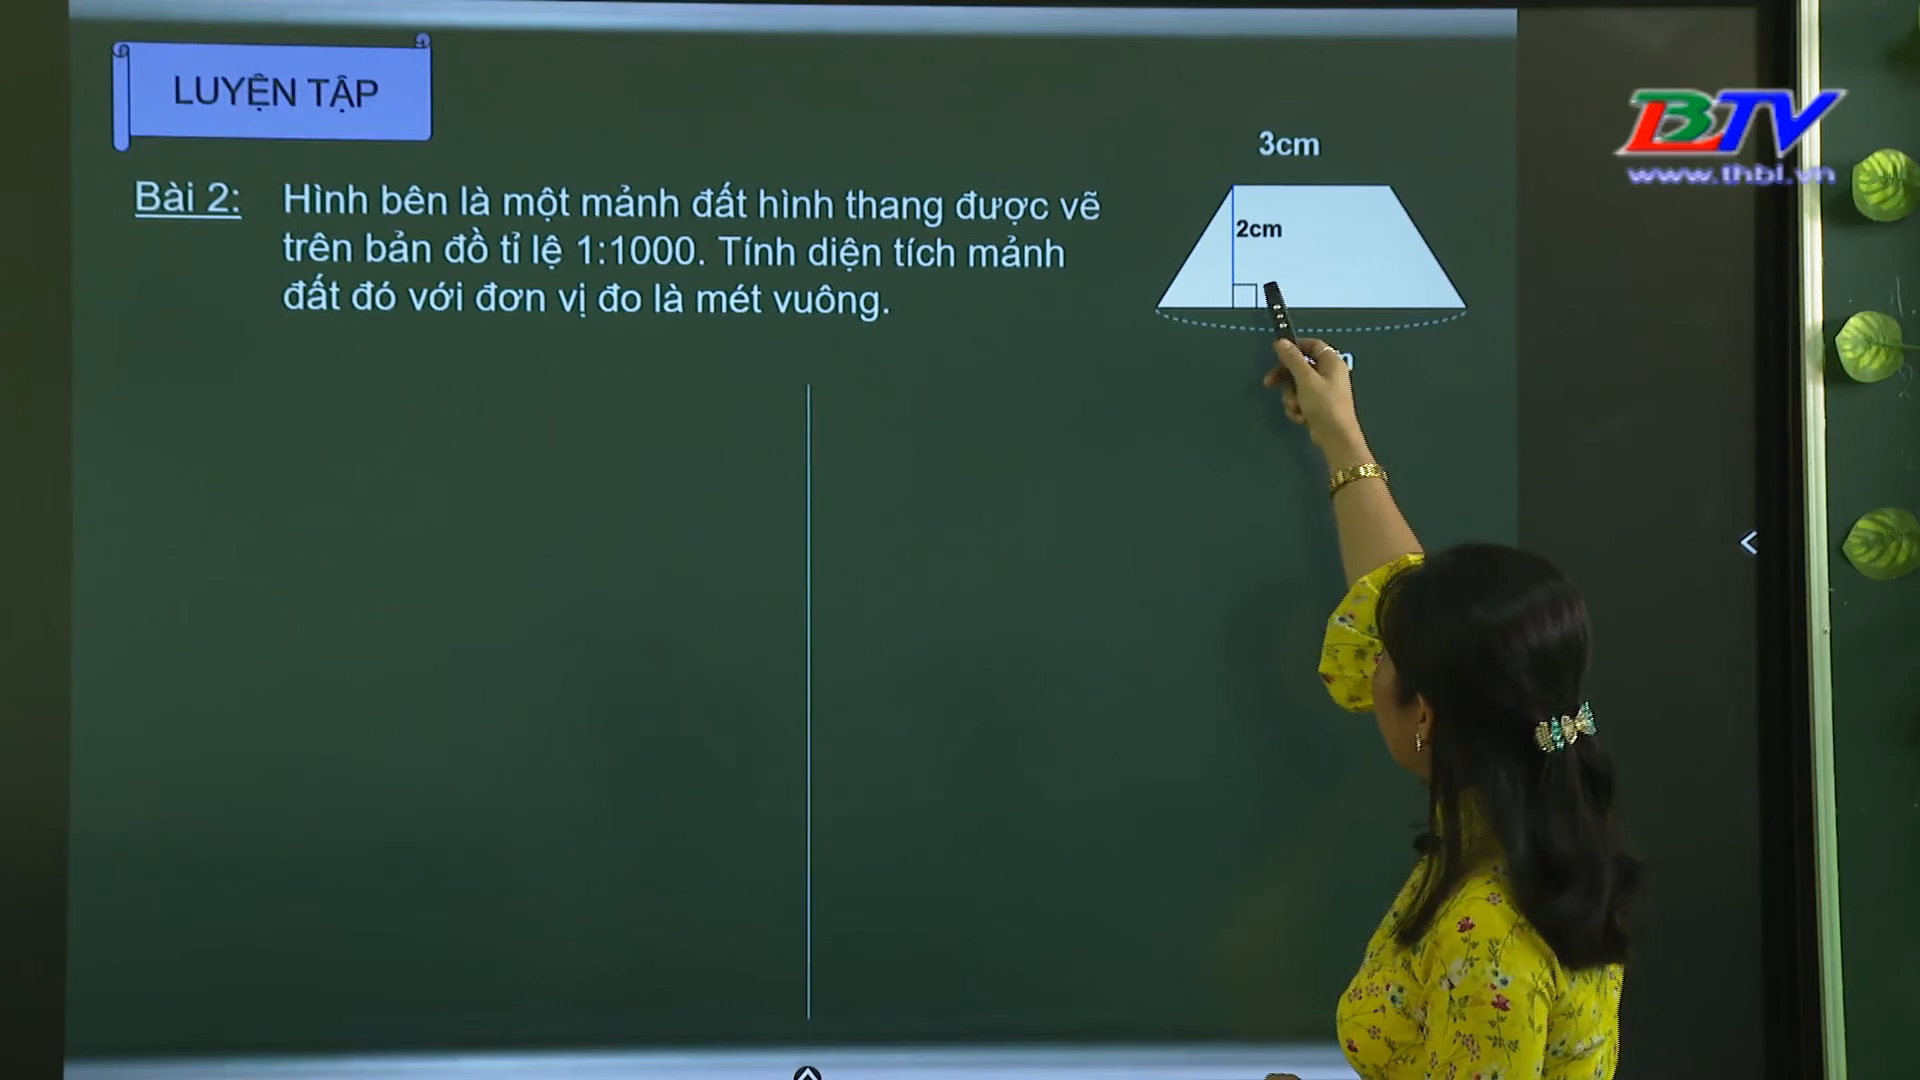 LUYỆN TẬP
BTV
www.thbl.vn
3cm
Bài 2: Hình bên là một mảnh đất hình thang được vẽ
trên bản đồ tỉ lệ 1:1000. Tính diện tích mảnh
đất đó với đơn vị đo là mét vuông.
2cm